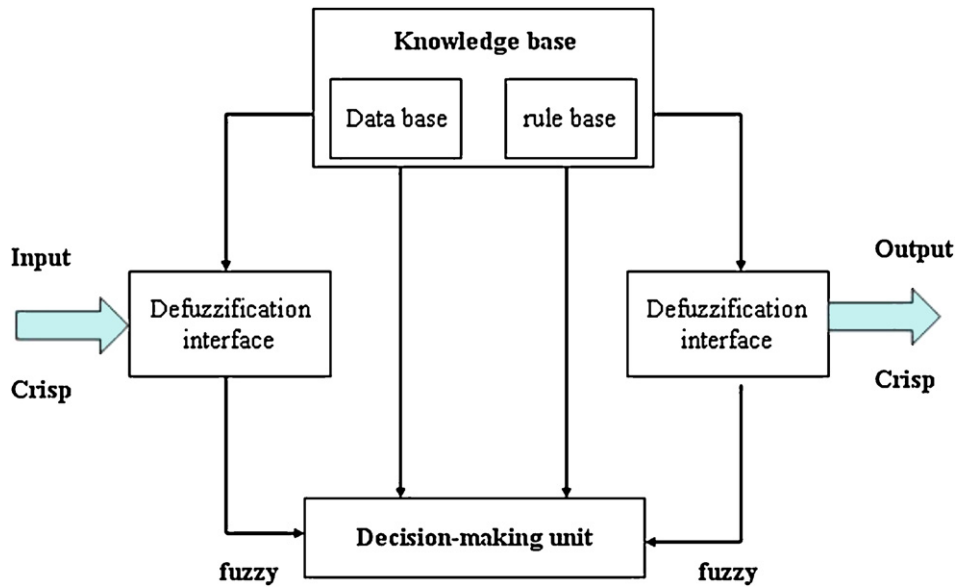 Knowledge base
Data base
rule base
Input
Output
Defuzzification
interface
Defuzzification
interface
Crisp
Crisp
Decision-making unit
fuzzy
fuzzy